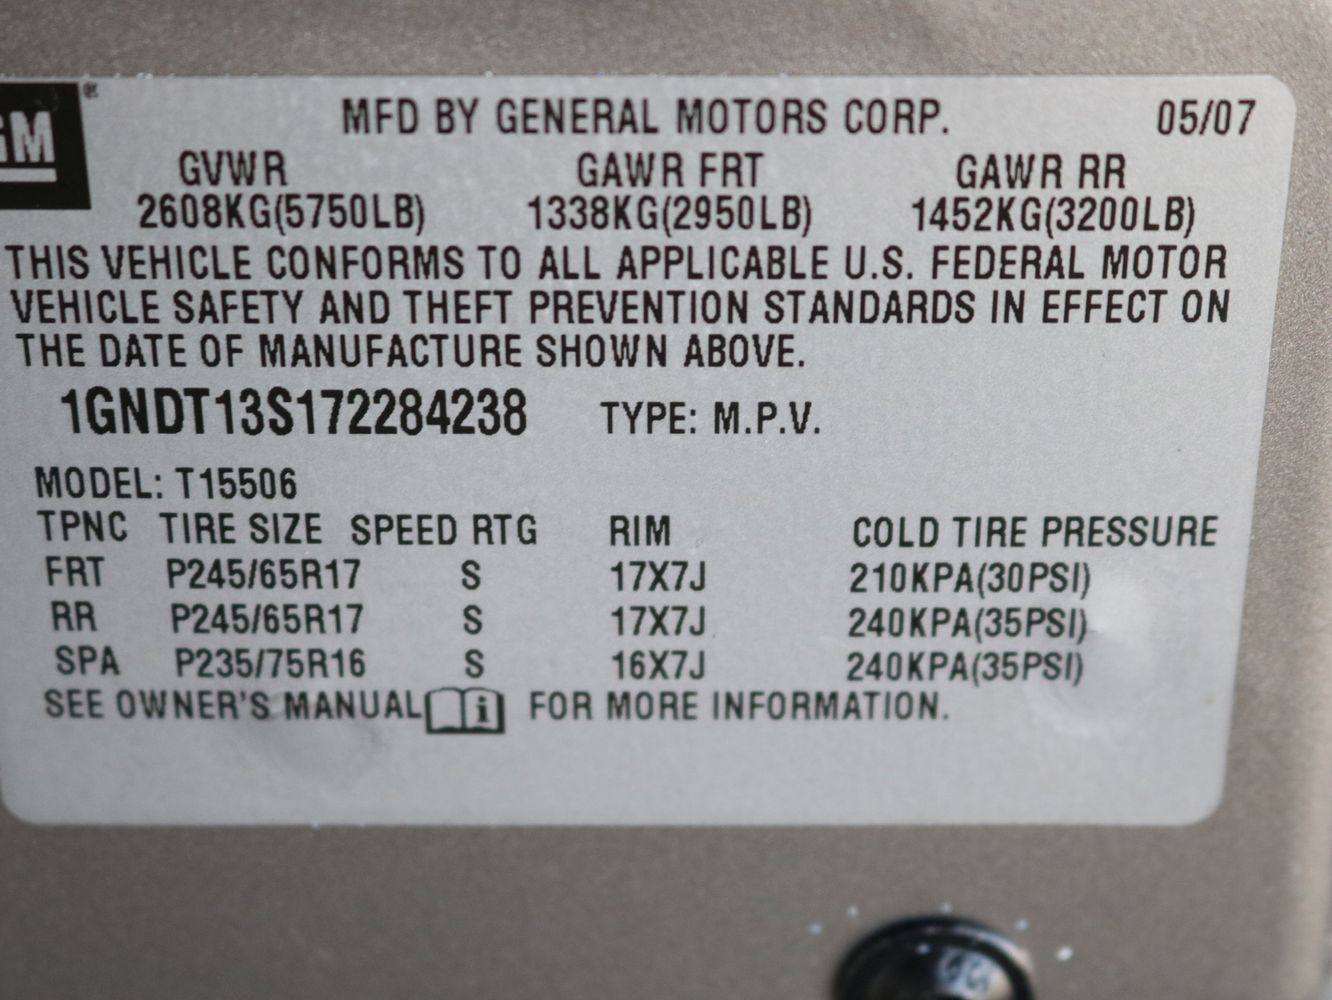 GM®
MFD BY GENERAL MOTORS CORP. 05/07
GVWR GAWR FRT GAWR RR
2608KG(5750LB) 1338KG(2950LB) 1452KG(3200LB)
THIS VEHICLE CONFORMS TO ALL APPLICABLE U.S. FEDERAL MOTOR
VEHICLE SAFETY AND THEFT PREVENTION STANDARDS IN EFFECT ON
THE DATE OF MANUFACTURE SHOWN ABOVE.
1GNDT13S172284238 TYPE: M.P.V.
MODEL: T15506
TPNC TIRE SIZE SPEED RTG RIM COLD TIRE PRESSURE
FRT P245/65R17 S 17X7J 210KPA(30PSI)
RR P245/65R17 S 17X7J 240KPA(35PSI)
SPA P235/75R16 S 16X7J 240KPA(35PSI)
SEE OWNER'S MANUAL i FOR MORE INFORMATION.